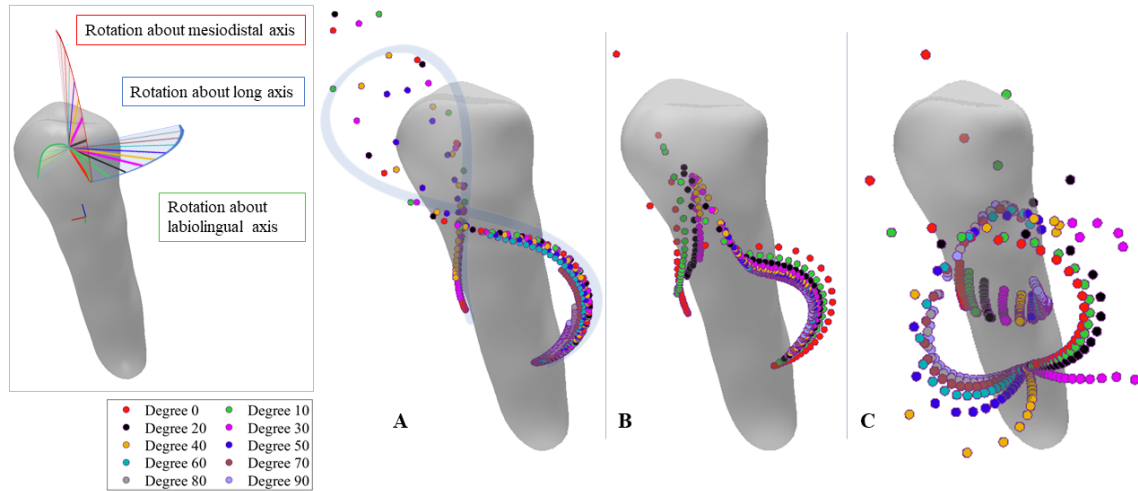 Rotation about mesiodistal axis
Rotation about long axis
Rotation about
labiolingual axis
Degree 0 Degree 10
Degree 20 Degree 30
Degree 40 Degree 50
Degree 60 Degree 70
Degree 80 Degree 90
A
B
C